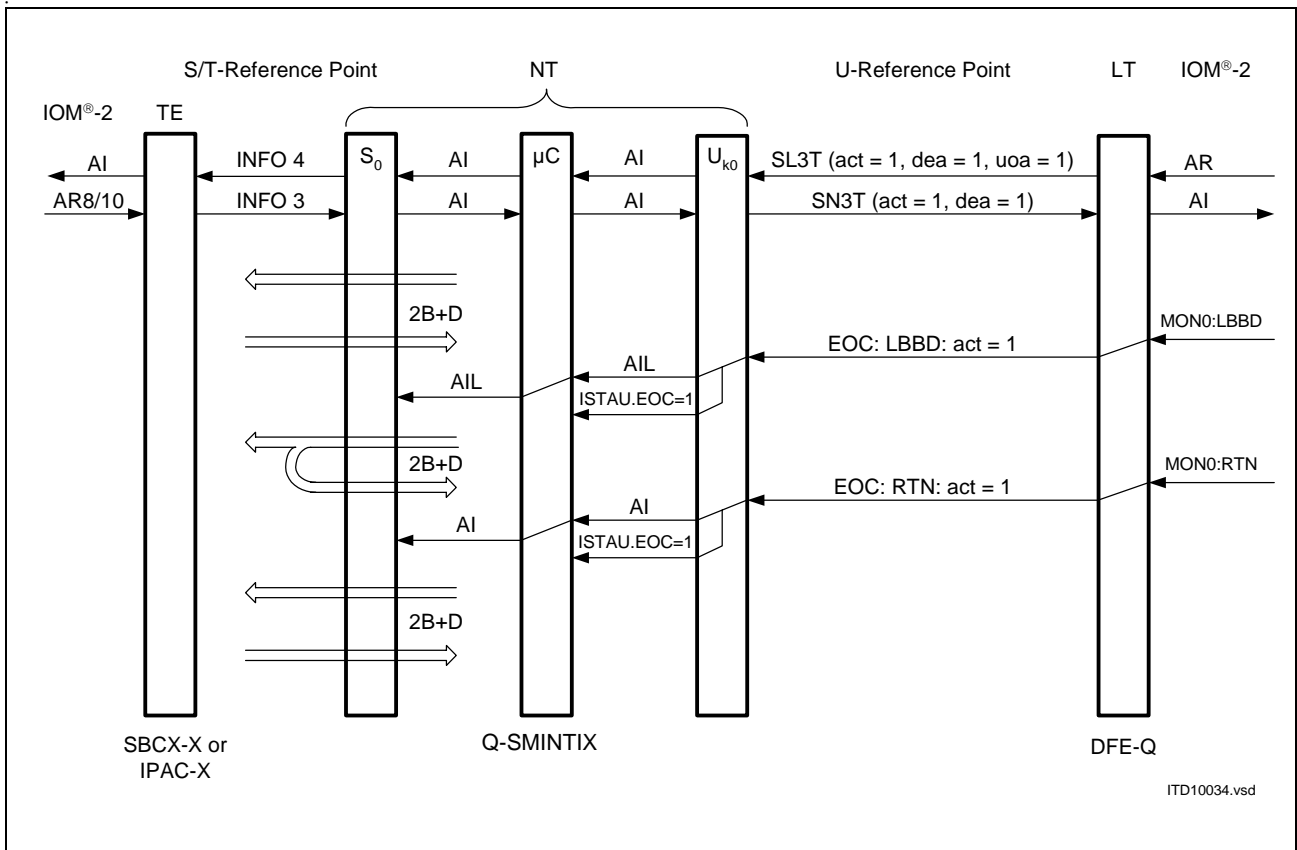 S/T-Reference Point NT U-Reference Point LT IOM®-2
IOM®-2 TE
S0 µC Uk0
AI INFO 4 AI AI SL3T (act = 1, dea = 1, uoa = 1) AR
AR8/10 INFO 3 AI AI SN3T (act = 1, dea = 1) AI
2B+D
MON0:LBBD
EOC: LBBD: act = 1
AIL
AIL
ISTAU.EOC=1
2B+D
MON0:RTN
EOC: RTN: act = 1
AI
AI
ISTAU.EOC=1
2B+D
SBCX-X or
IPAC-X
Q-SMINTIX
DFE-Q
ITD10034.vsd